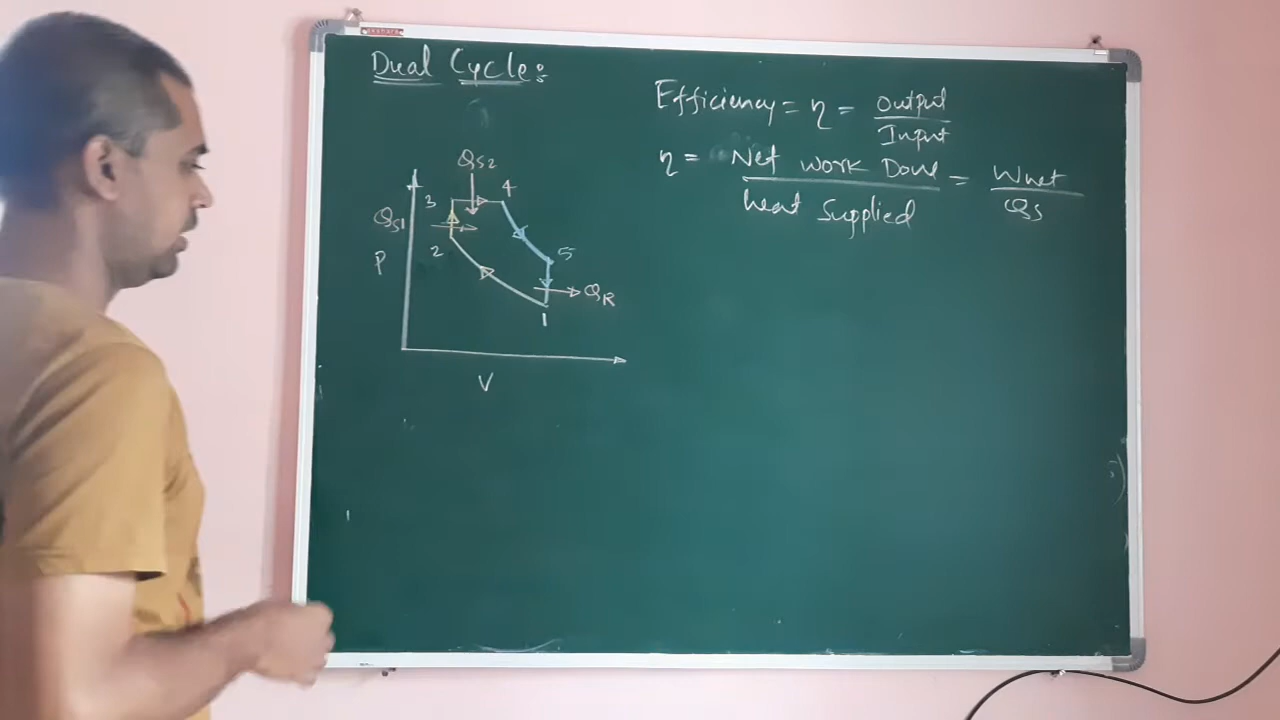 Dual Cycle:
Efficiency = η = Output / Input
η = Net work Done / heat Supplied = Wnet / Qs
QS2
3 4
QS1
2 5
P
QR
1
V